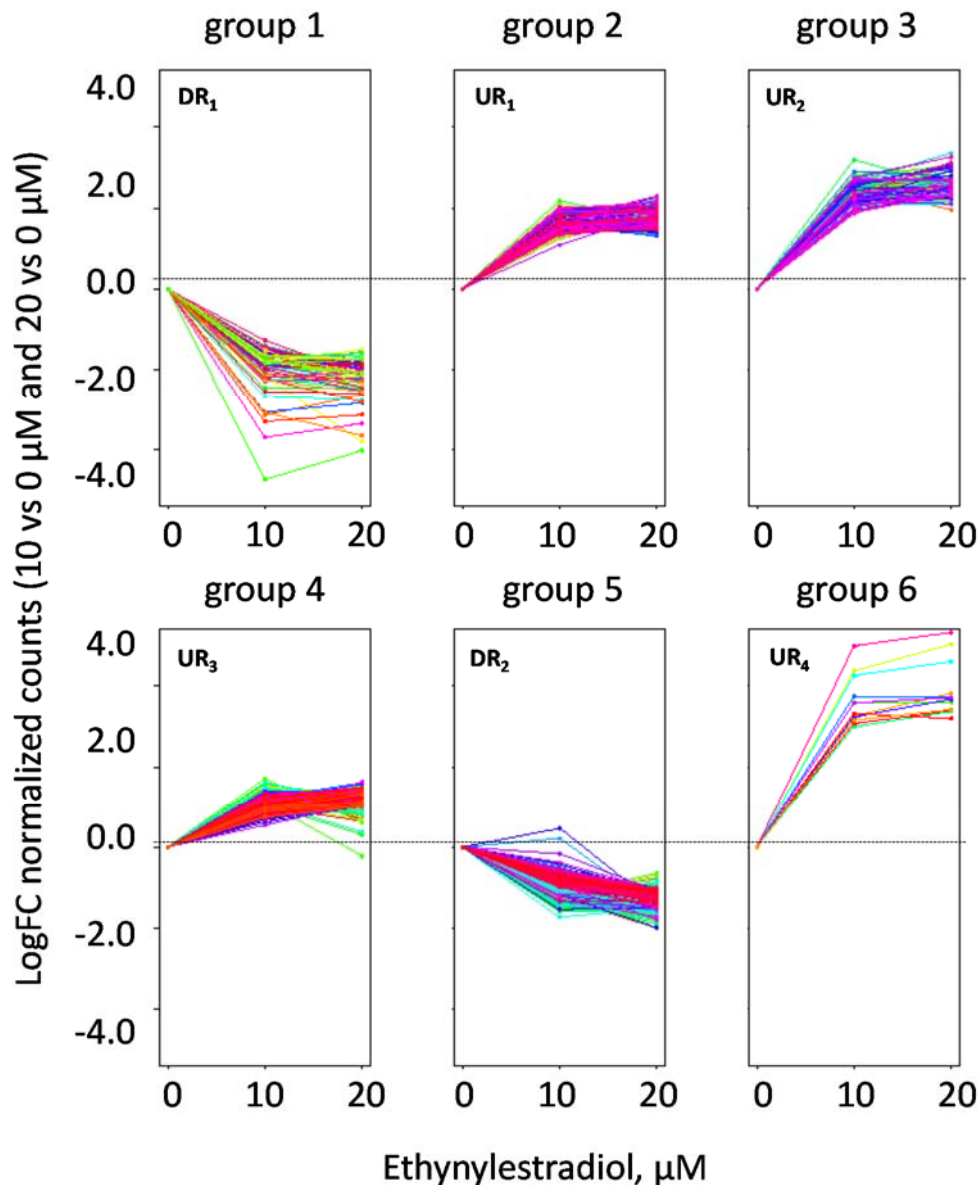 group 1 group 2 group 3
DR₁ UR₁ UR₂
4.0
2.0
0.0
-2.0
-4.0
0 10 20 0 10 20 0 10 20
group 4 group 5 group 6
UR₃ DR₂ UR₄
4.0
2.0
0.0
-2.0
-4.0
0 10 20 0 10 20 0 10 20
LogFC normalized counts (10 vs 0 µM and 20 vs 0 µM)
Ethynylestradiol, µM